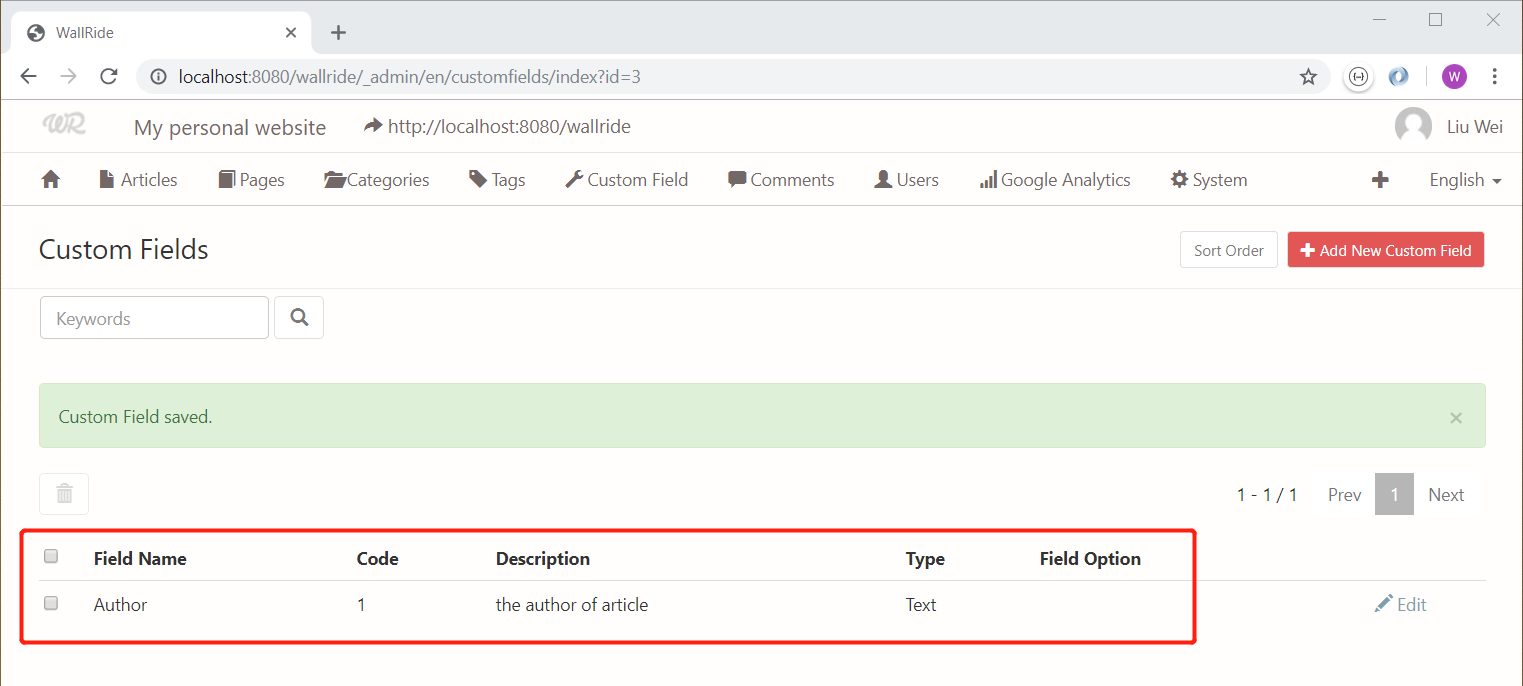 WallRide
localhost:8080/wallride/_admin/en/customfields/index?id=3
W
WR My personal website http://localhost:8080/wallride Liu Wei
Articles Pages Categories Tags Custom Field Comments Users Google Analytics System English
Custom Fields Sort Order Add New Custom Field
Keywords
Custom Field saved.
1 - 1 / 1 Prev 1 Next
Field Name Code Description Type Field Option
Author 1 the author of article Text Edit